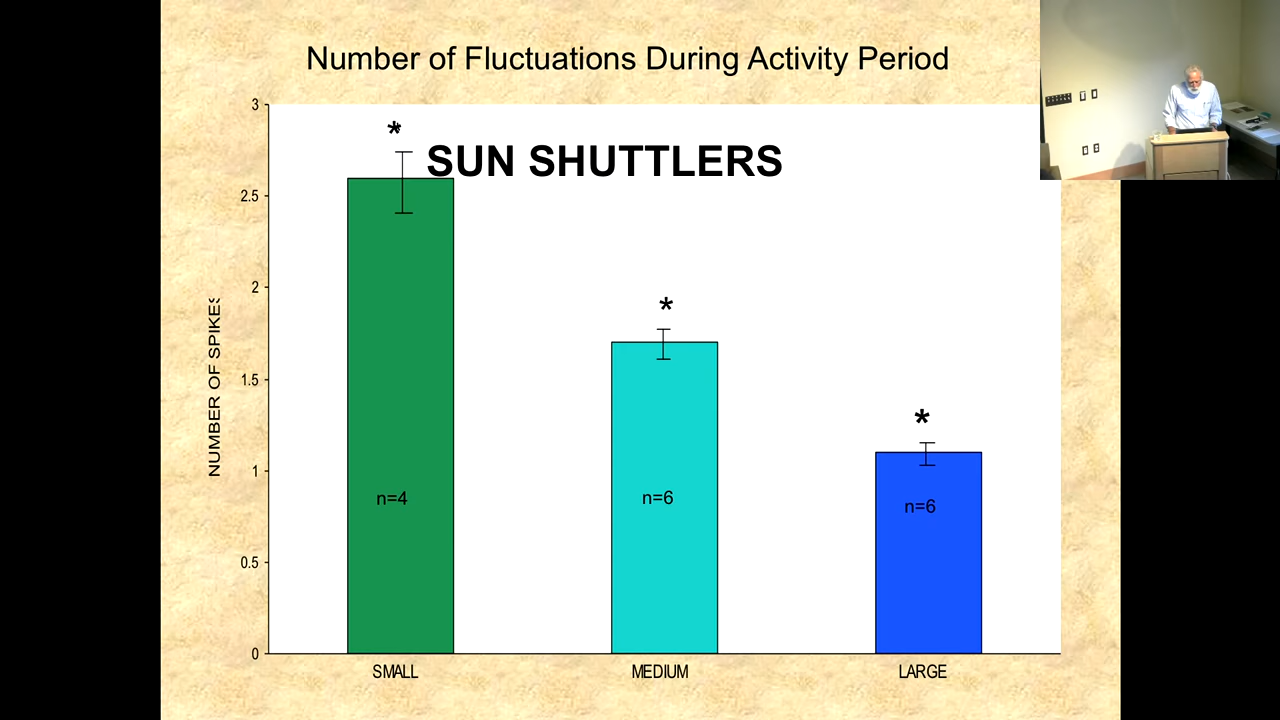 Number of Fluctuations During Activity Period
3
*
SUN SHUTTLERS
2.5
2
*
NUMBER OF SPIKES
1.5
*
1
n=4
n=6
n=6
0.5
0
SMALL
MEDIUM
LARGE